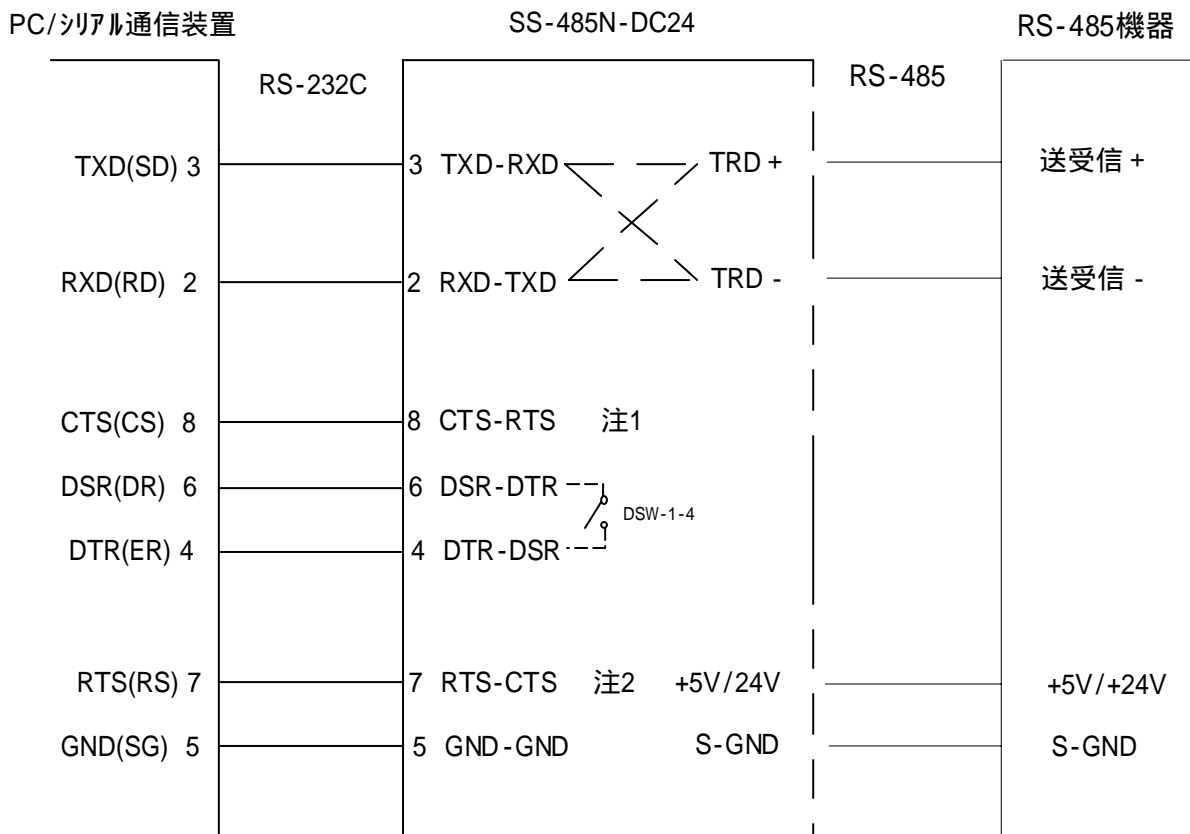 PC/ｼﾘｱﾙ通信装置 SS-485N-DC24 RS-485機器
RS-232C RS-485
TXD(SD) 3 3 TXD-RXD TRD + 送受信 +
RXD(RD) 2 2 RXD-TXD TRD - 送受信 -
CTS(CS) 8 8 CTS-RTS 注1
DSR(DR) 6 6 DSR-DTR
DSW-1-4
DTR(ER) 4 4 DTR-DSR
RTS(RS) 7 7 RTS-CTS 注2 +5V/24V +5V/+24V
GND(SG) 5 5 GND-GND S-GND S-GND